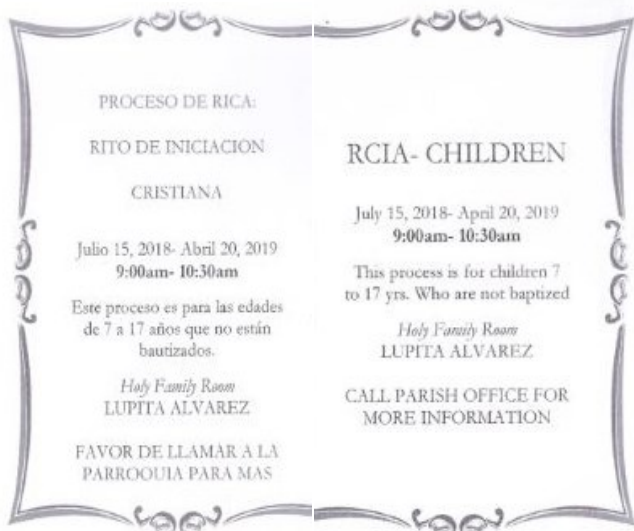 PROCESO DE RICA:
RITO DE INICIACION
CRISTIANA
Julio 15, 2018- Abril 20, 2019
9:00am- 10:30am
Este proceso es para las edades
de 7 a 17 años que no están
bautizados.
Holy Family Room
LUPITA ALVAREZ
FAVOR DE LLAMAR A LA
PARROQUIA PARA MAS
RCIA- CHILDREN
July 15, 2018- April 20, 2019
9:00am- 10:30am
This process is for children 7
to 17 yrs. Who are not baptized
Holy Family Room
LUPITA ALVAREZ
CALL PARISH OFFICE FOR
MORE INFORMATION